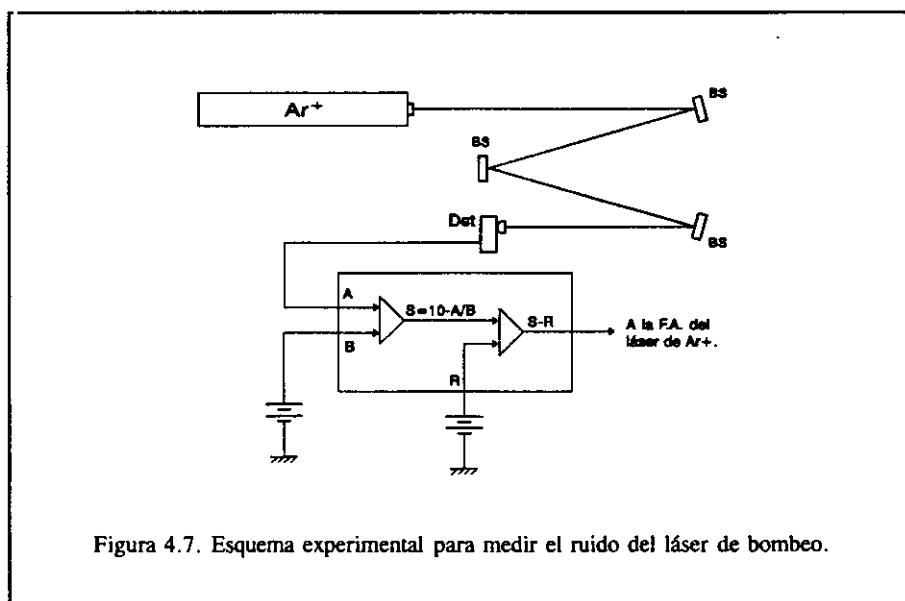 Ar+
BS
BS
BS
Det
A
S=10-A/B
B
S-R
R
A la F.A. del
láser de Ar+.
Figura 4.7. Esquema experimental para medir el ruido del láser de bombeo.